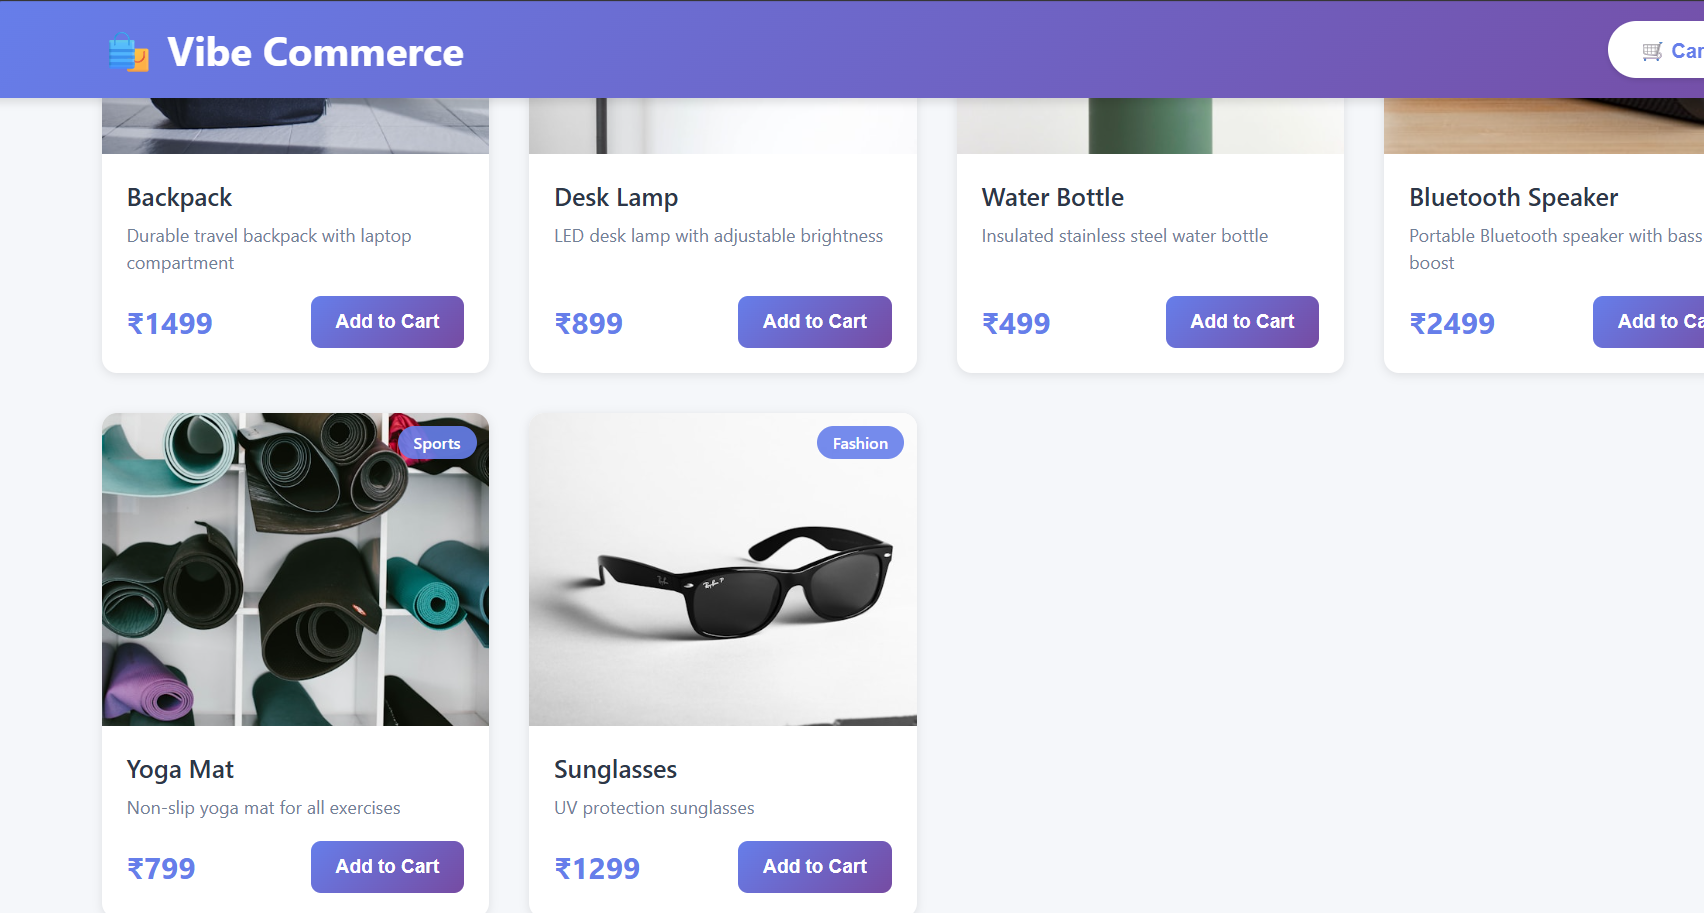 Vibe Commerce
Car
Backpack
Durable travel backpack with laptop
compartment
₹1499
Add to Cart
Desk Lamp
LED desk lamp with adjustable brightness
₹899
Add to Cart
Water Bottle
Insulated stainless steel water bottle
₹499
Add to Cart
Bluetooth Speaker
Portable Bluetooth speaker with bass
boost
₹2499
Add to Ca
Sports
Yoga Mat
Non-slip yoga mat for all exercises
₹799
Add to Cart
Fashion
Ray-Ban
Sunglasses
UV protection sunglasses
₹1299
Add to Cart